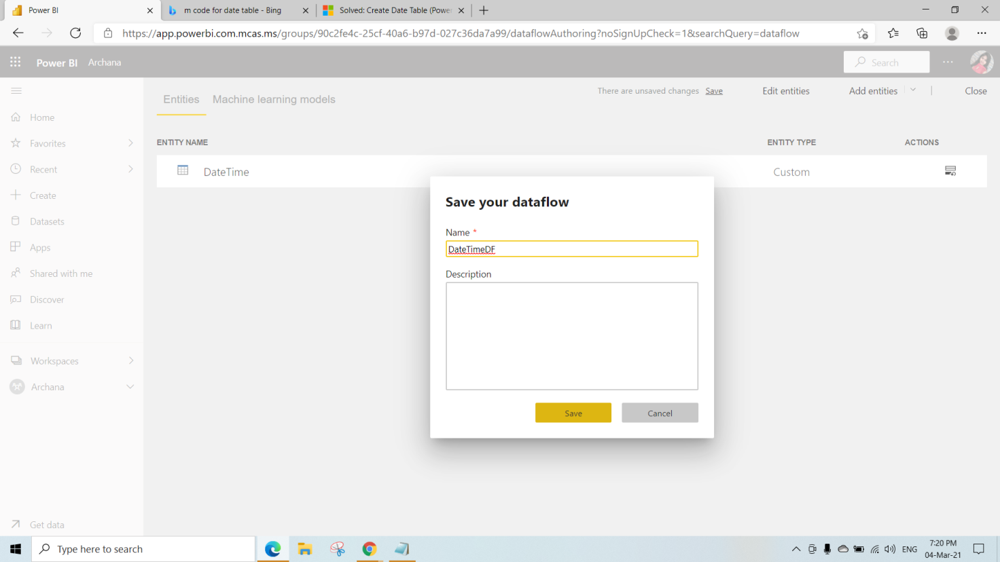 Power BI
m code for date table - Bing
Solved: Create Date Table (Power
https://app.powerbi.com.mcas.ms/groups/90c2fe4c-25cf-40a6-b97d-027c36da7a99/dataflowAuthoring?noSignUpCheck=1&searchQuery=dataflow
Power BI Archana
Search
There are unsaved changes Save
Edit entities
Add entities
Close
Entities
Machine learning models
Home
Favorites
Recent
Create
Datasets
Apps
Shared with me
Discover
Learn
Workspaces
Archana
Get data
ENTITY NAME
ENTITY TYPE
ACTIONS
DateTime
Custom
Save your dataflow
Name *
DateTimeDF
Description
Save
Cancel
Type here to search
ENG
7:20 PM
04-Mar-21